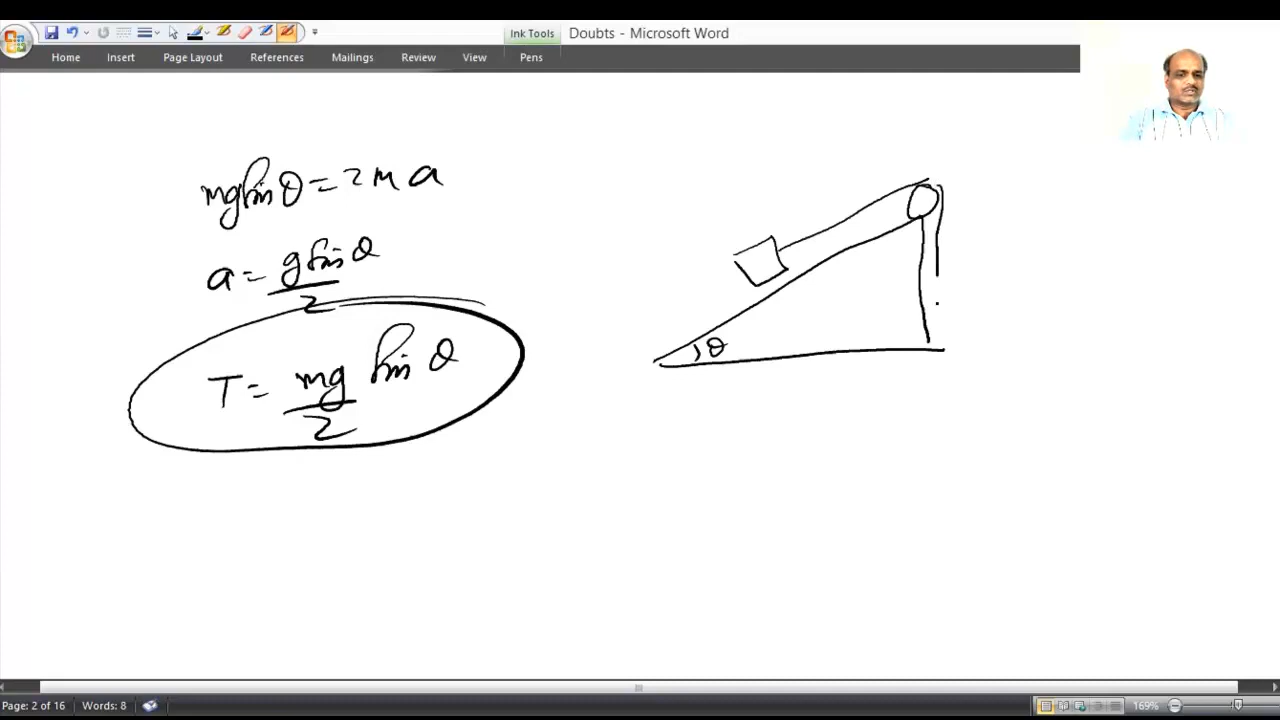 Ink Tools
Doubts - Microsoft Word
Home Insert Page Layout References Mailings Review View Pens
mg sin θ = 2 m a
a = g sin θ / 2
T = mg / 2 sin θ
θ
Page: 2 of 16 Words: 8 169%